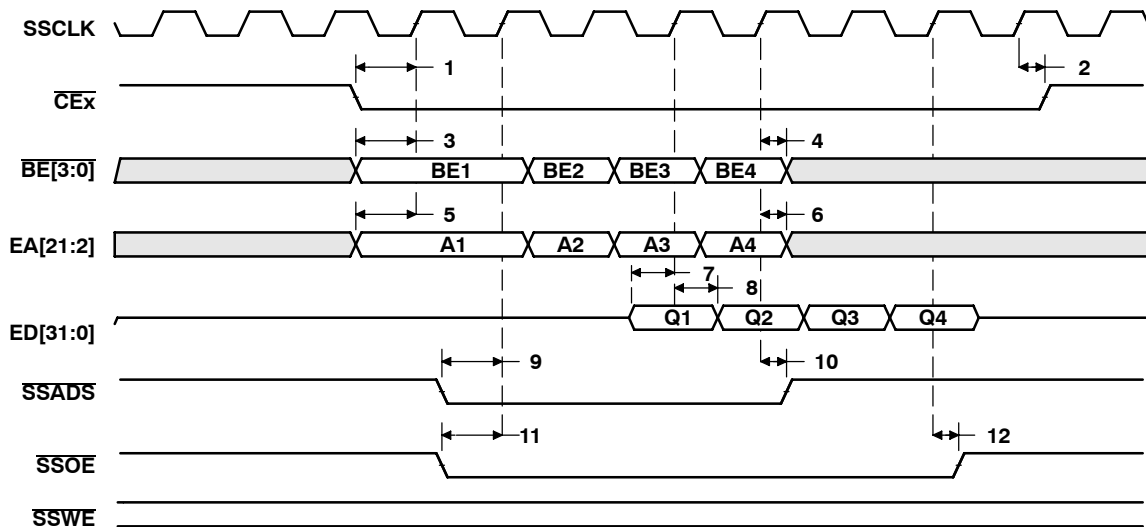 SSCLK
1
2
CEx
3
4
BE[3:0]
BE1 BE2 BE3 BE4
5
6
EA[21:2]
A1 A2 A3 A4
7
8
ED[31:0]
Q1 Q2 Q3 Q4
9
10
SSADS
11
12
SSOE
SSWE